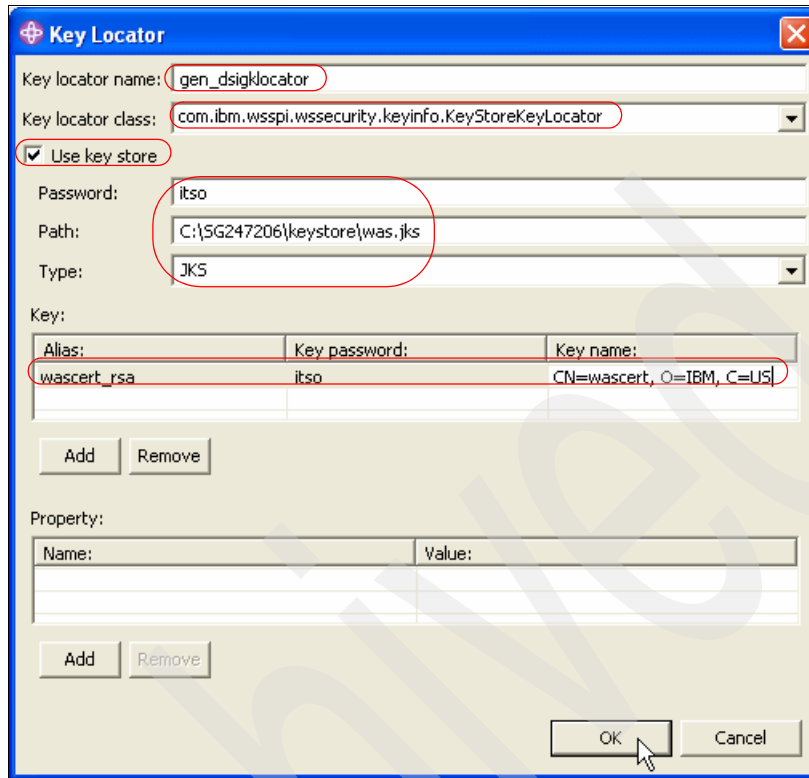 Key Locator
Key locator name: gen_dsigklocator
Key locator class: com.ibm.wsspi.wssecurity.keyinfo.KeyStoreKeyLocator
Use key store
Password: itso
Path: C:\SG247206\keystore\was.jks
Type: JKS
Key:
Alias: Key password: Key name:
wascert_rsa itso CN=wascert, O=IBM, C=US
Add Remove
Property:
Name: Value:
Add Remove
OK Cancel